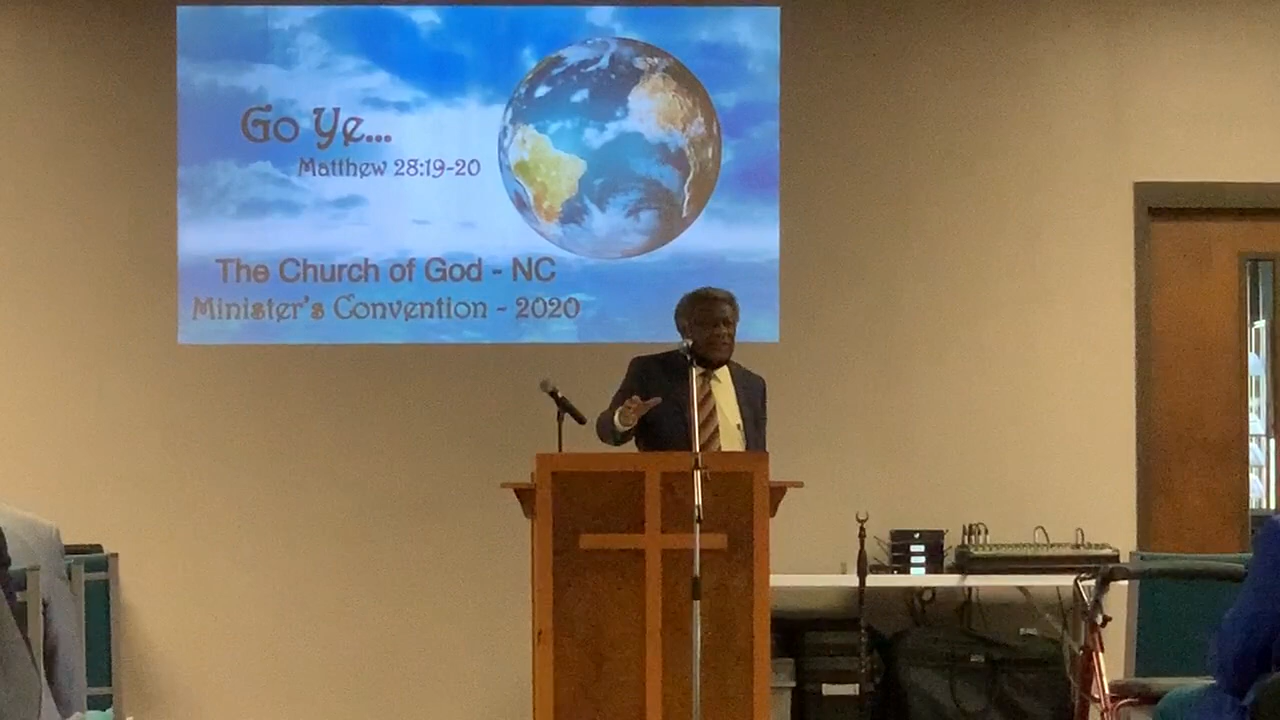 Go Ye...
Matthew 28:19-20
The Church of God - NC
Minister's Convention - 2020